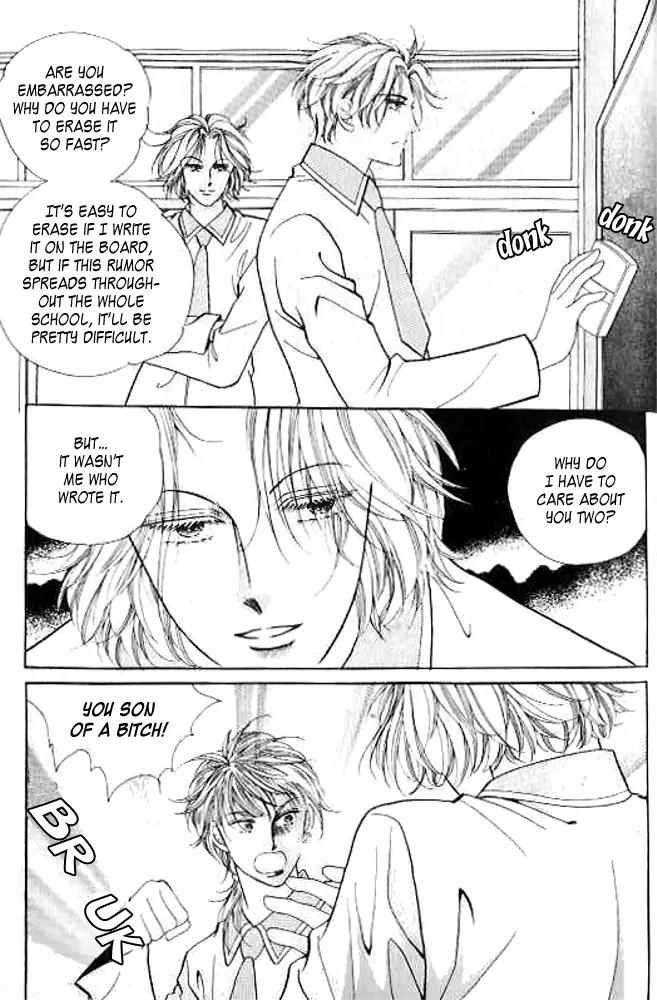 ARE YOU
EMBARRASSED?
WHY DO YOU HAVE
TO ERASE IT
SO FAST?
IT'S EASY TO
ERASE IF I WRITE
IT ON THE BOARD,
BUT IF THIS RUMOR
SPREADS THROUGH-
OUT THE WHOLE
SCHOOL, IT'LL BE
PRETTY DIFFICULT.
donk
donk
BUT...
IT WASN'T
ME WHO
WROTE IT.
WHY DO
I HAVE TO
CARE ABOUT
YOU TWO?
YOU SON
OF A BITCH!
BR
UK